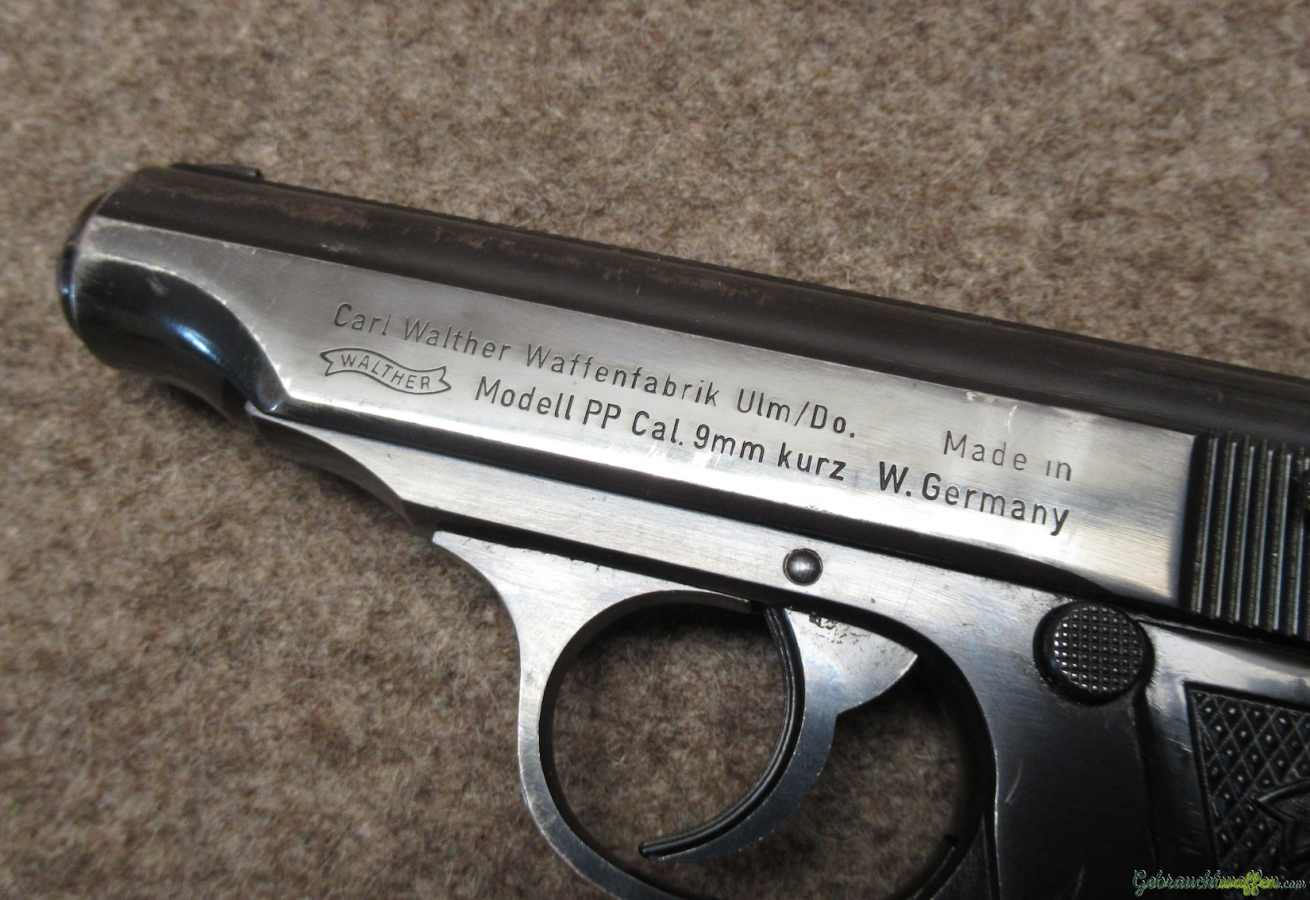 Carl Walther Waffenfabrik Ulm/Do.
WALTHER
Modell PP Cal. 9mm kurz
Made in
W. Germany
Gebrauchtwaffen.com